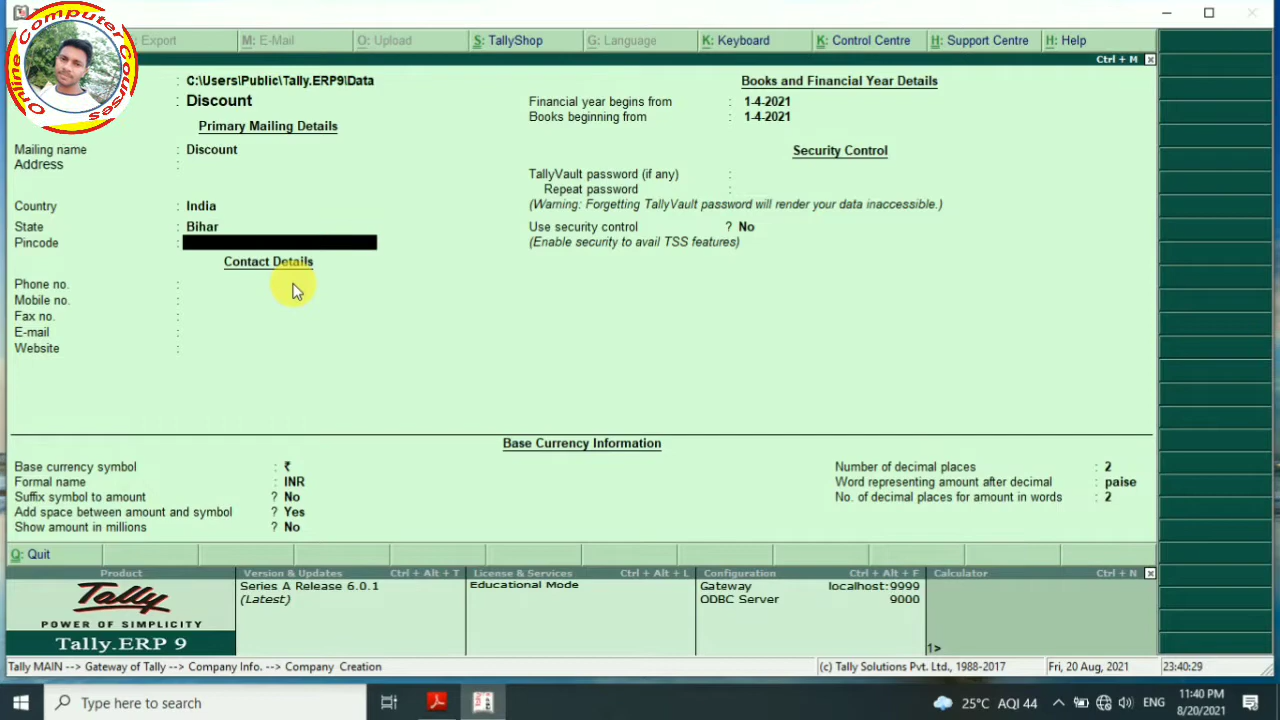 Online Computer Courses
Export
M: E-Mail
O: Upload
S: TallyShop
G: Language
K: Keyboard
K: Control Centre
H: Support Centre
H: Help
Ctrl + M
: C:\Users\Public\Tally.ERP9\Data
: Discount
Primary Mailing Details
Mailing name : Discount
Address :
Country : India
State : Bihar
Pincode :
Contact Details
Phone no. :
Mobile no. :
Fax no. :
E-mail :
Website :
Books and Financial Year Details
Financial year begins from : 1-4-2021
Books beginning from : 1-4-2021
Security Control
TallyVault password (if any) :
Repeat password :
(Warning: Forgetting TallyVault password will render your data inaccessible.)
Use security control ? No
(Enable security to avail TSS features)
Base Currency Information
Base currency symbol : ₹
Formal name : INR
Suffix symbol to amount ? No
Add space between amount and symbol ? Yes
Show amount in millions ? No
Number of decimal places : 2
Word representing amount after decimal : paise
No. of decimal places for amount in words : 2
Q: Quit
Product
Tally
POWER OF SIMPLICITY
Tally.ERP 9
Version & Updates Ctrl + Alt + T
Series A Release 6.0.1
(Latest)
License & Services Ctrl + Alt + L
Educational Mode
Configuration Ctrl + Alt + F
Gateway localhost:9999
ODBC Server 9000
Calculator Ctrl + N
1>
Tally MAIN --> Gateway of Tally --> Company Info. --> Company Creation
(c) Tally Solutions Pvt. Ltd., 1988-2017
Fri, 20 Aug, 2021
23:40:29
Type here to search
25°C AQI 44
ENG
11:40 PM
8/20/2021